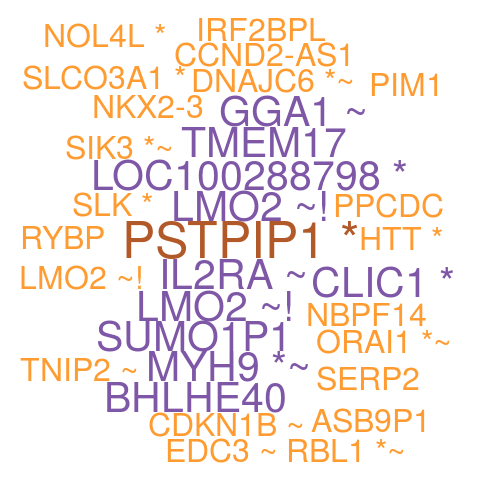 NOL4L * IRF2BPL
CCND2-AS1
SLCO3A1 * DNAJC6 *~ PIM1
NKX2-3 GGA1 ~
SIK3 *~ TMEM17
LOC100288798 *
SLK * LMO2 ~! PPCDC
RYBP PSTPIP1 * HTT *
LMO2 ~! IL2RA ~ CLIC1 *
LMO2 ~! NBPF14
SUMO1P1 ORAI1 *~
TNIP2 ~ MYH9 *~ SERP2
BHLHE40
CDKN1B ~ ASB9P1
EDC3 ~ RBL1 *~